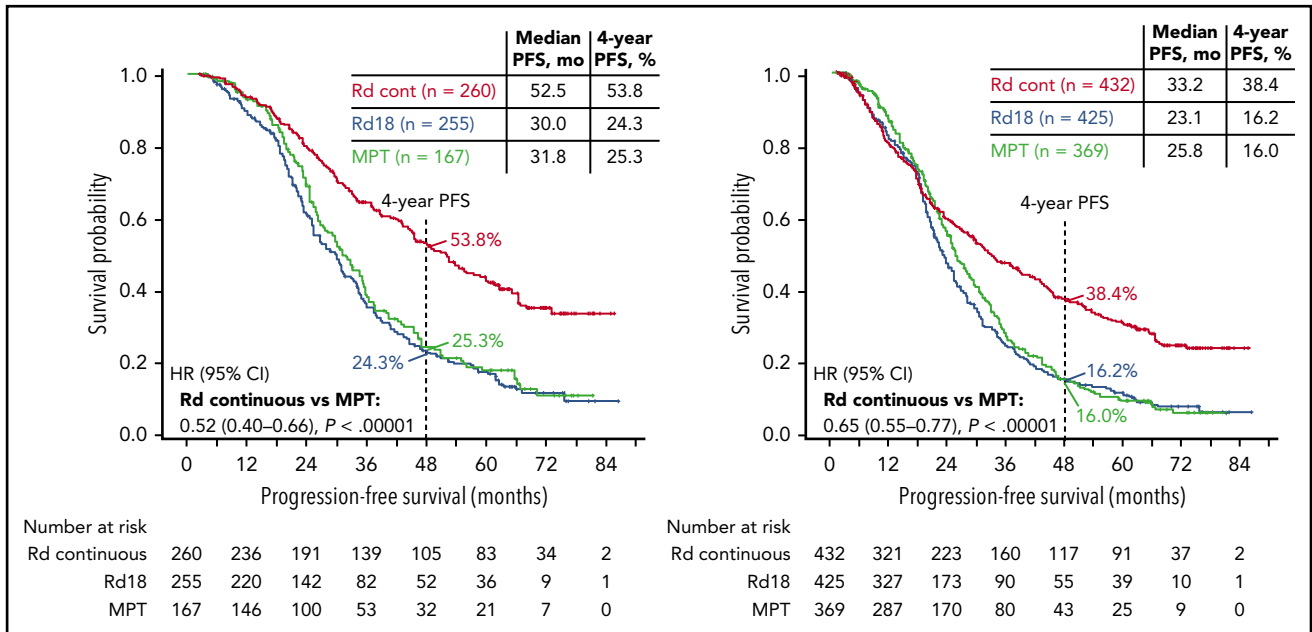 Median PFS, mo 4-year PFS, %
Rd cont (n = 260) 52.5 53.8
Rd18 (n = 255) 30.0 24.3
MPT (n = 167) 31.8 25.3
Survival probability
1.0
0.8
0.6
0.4
0.2
0.0
4-year PFS
53.8%
25.3%
24.3%
HR (95% CI)
Rd continuous vs MPT:
0.52 (0.40–0.66), P < .00001
0 12 24 36 48 60 72 84
Progression-free survival (months)
Number at risk
Rd continuous 260 236 191 139 105 83 34 2
Rd18 255 220 142 82 52 36 9 1
MPT 167 146 100 53 32 21 7 0
Median PFS, mo 4-year PFS, %
Rd cont (n = 432) 33.2 38.4
Rd18 (n = 425) 23.1 16.2
MPT (n = 369) 25.8 16.0
Survival probability
1.0
0.8
0.6
0.4
0.2
0.0
4-year PFS
38.4%
16.2%
16.0%
HR (95% CI)
Rd continuous vs MPT:
0.65 (0.55–0.77), P < .00001
0 12 24 36 48 60 72 84
Progression-free survival (months)
Number at risk
Rd continuous 432 321 223 160 117 91 37 2
Rd18 425 327 173 90 55 39 10 1
MPT 369 287 170 80 43 25 9 0